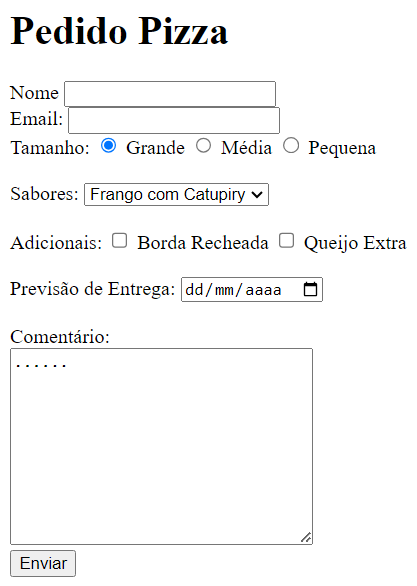 Pedido Pizza
Nome
Email:
Tamanho: Grande Média Pequena
Sabores: Frango com Catupiry
Adicionais: Borda Recheada Queijo Extra
Previsão de Entrega: dd/mm/aaaa
Comentário:
......
Enviar